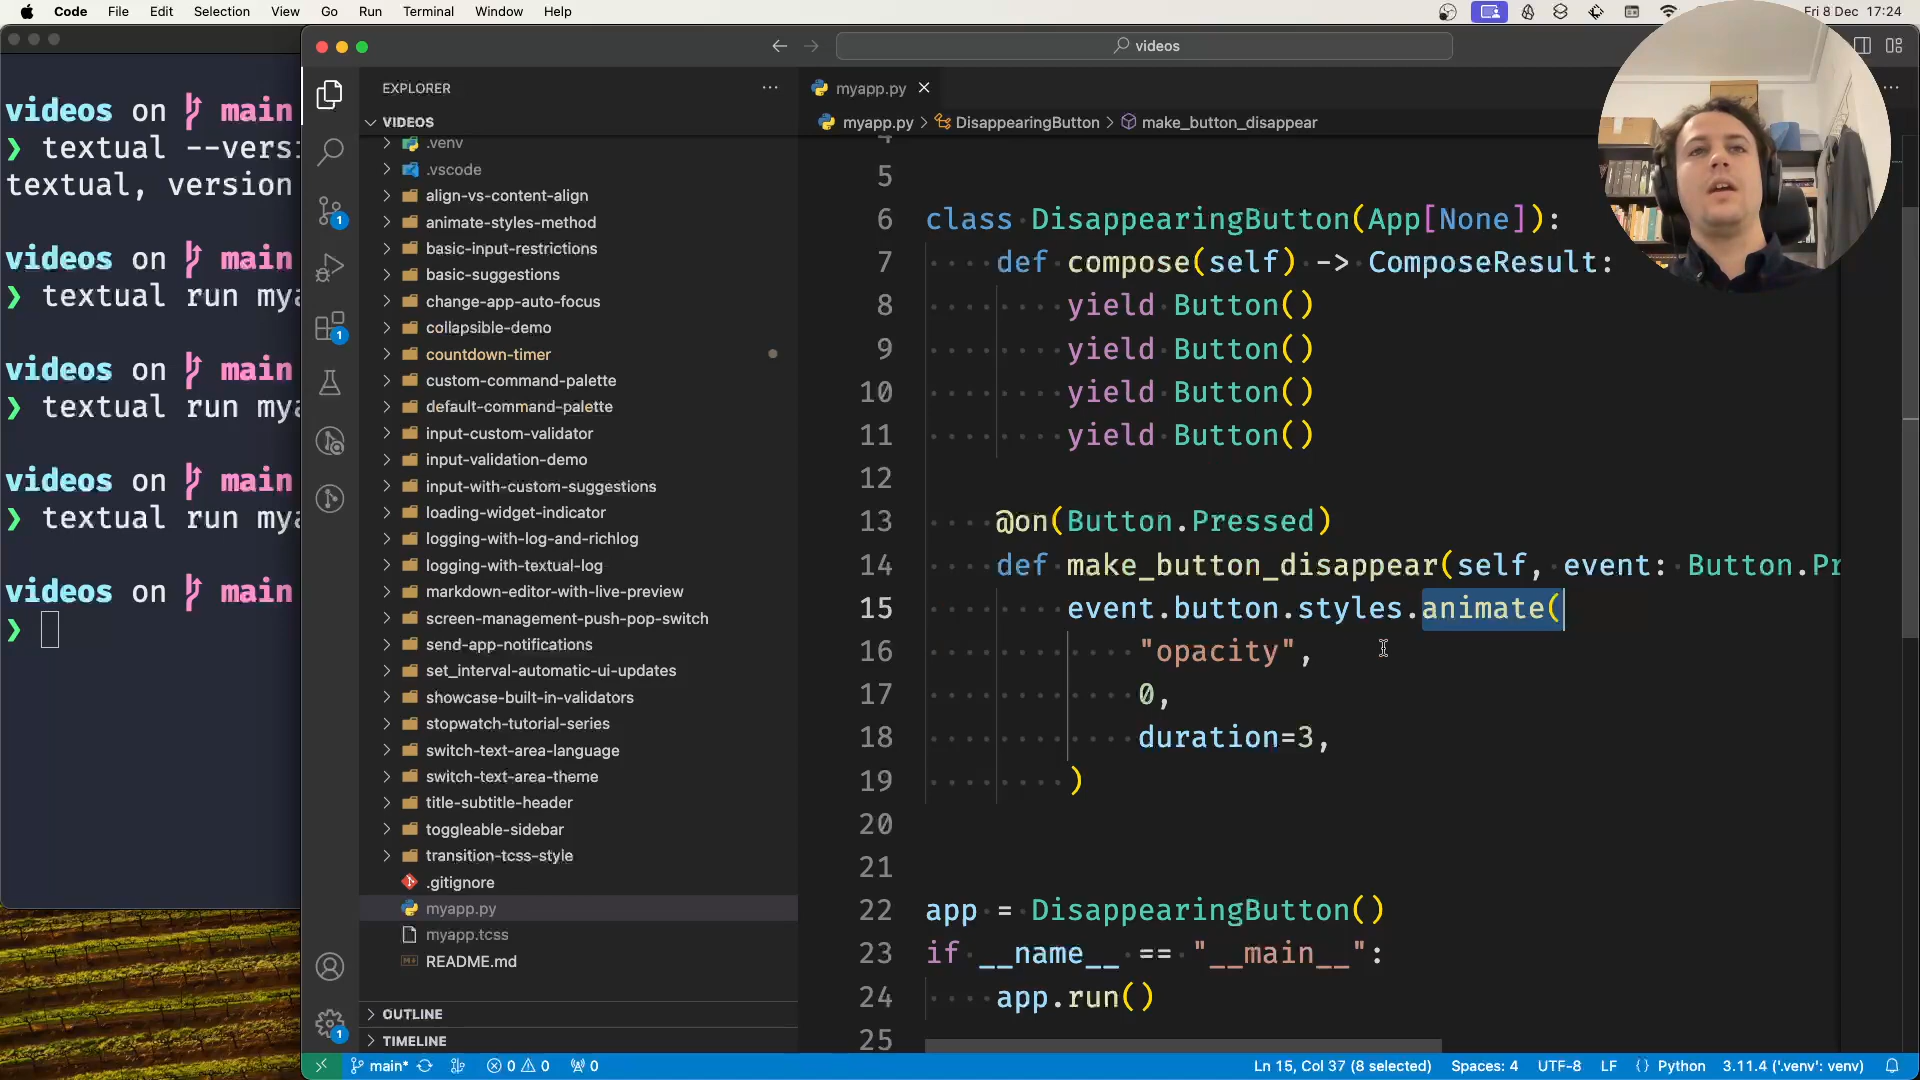 Code File Edit Selection View Go Run Terminal Window Help
Fri 8 Dec 17:24
videos
videos on main
❯ textual --vers
textual, version
videos on main
❯ textual run my
videos on main
❯ textual run my
videos on main
❯ textual run my
videos on main
❯
EXPLORER
VIDEOS
.venv
.vscode
align-vs-content-align
animate-styles-method
basic-input-restrictions
basic-suggestions
change-app-auto-focus
collapsible-demo
countdown-timer
custom-command-palette
default-command-palette
input-custom-validator
input-validation-demo
input-with-custom-suggestions
loading-widget-indicator
logging-with-log-and-richlog
logging-with-textual-log
markdown-editor-with-live-preview
screen-management-push-pop-switch
send-app-notifications
set_interval-automatic-ui-updates
showcase-built-in-validators
stopwatch-tutorial-series
switch-text-area-language
switch-text-area-theme
title-subtitle-header
toggleable-sidebar
transition-tcss-style
.gitignore
myapp.py
myapp.tcss
README.md
OUTLINE
TIMELINE
myapp.py
myapp.py > DisappearingButton > make_button_disappear
4
5
6 class DisappearingButton(App[None]):
7 def compose(self) -> ComposeResult:
8 yield Button()
9 yield Button()
10 yield Button()
11 yield Button()
12
13 @on(Button.Pressed)
14 def make_button_disappear(self, event: Button.Pr
15 event.button.styles.animate(
16 "opacity",
17 0,
18 duration=3,
19 )
20
21
22 app = DisappearingButton()
23 if __name__ == "__main__":
24 app.run()
25
1
1
1
main* 0 0 0 Ln 15, Col 37 (8 selected) Spaces: 4 UTF-8 LF Python 3.11.4 ('.venv': venv)